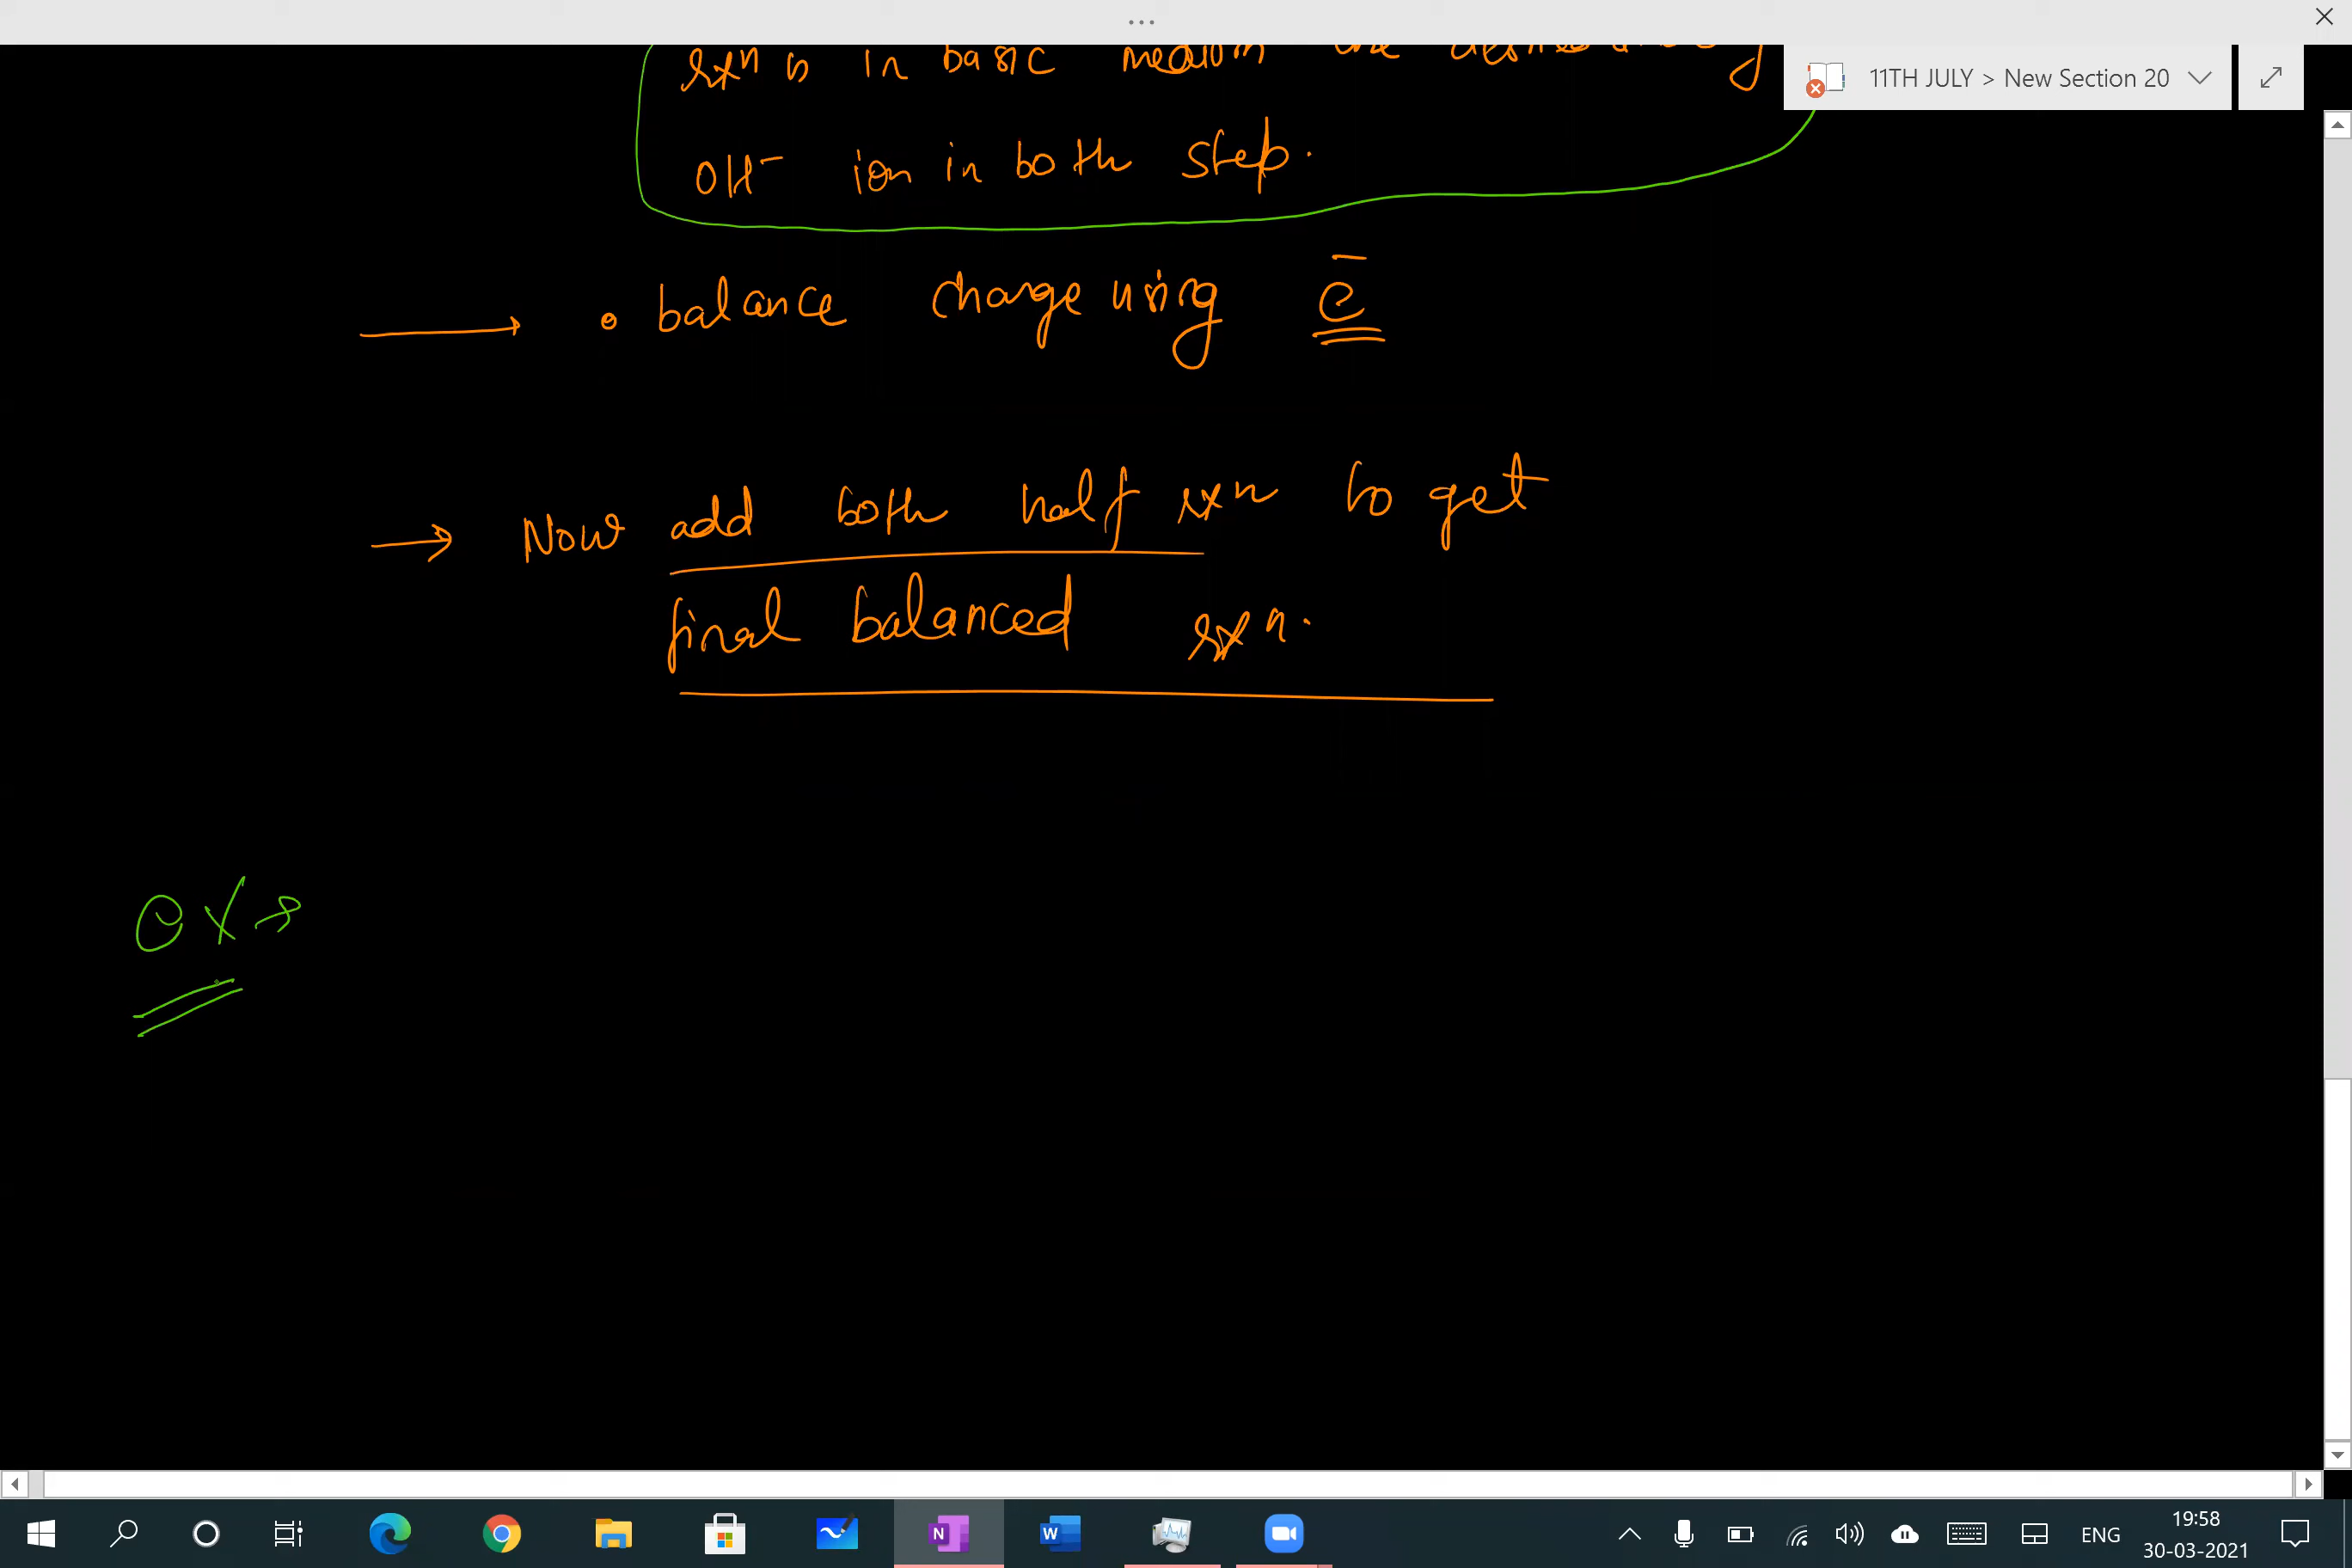 11TH JULY > New Section 20
rxⁿ is in basic medium
OH⁻ ion in both step.
• balance charge using e⁻
→ Now add both half rxⁿ to get
final balanced rxⁿ.
ex→
ENG
19:58
30-03-2021